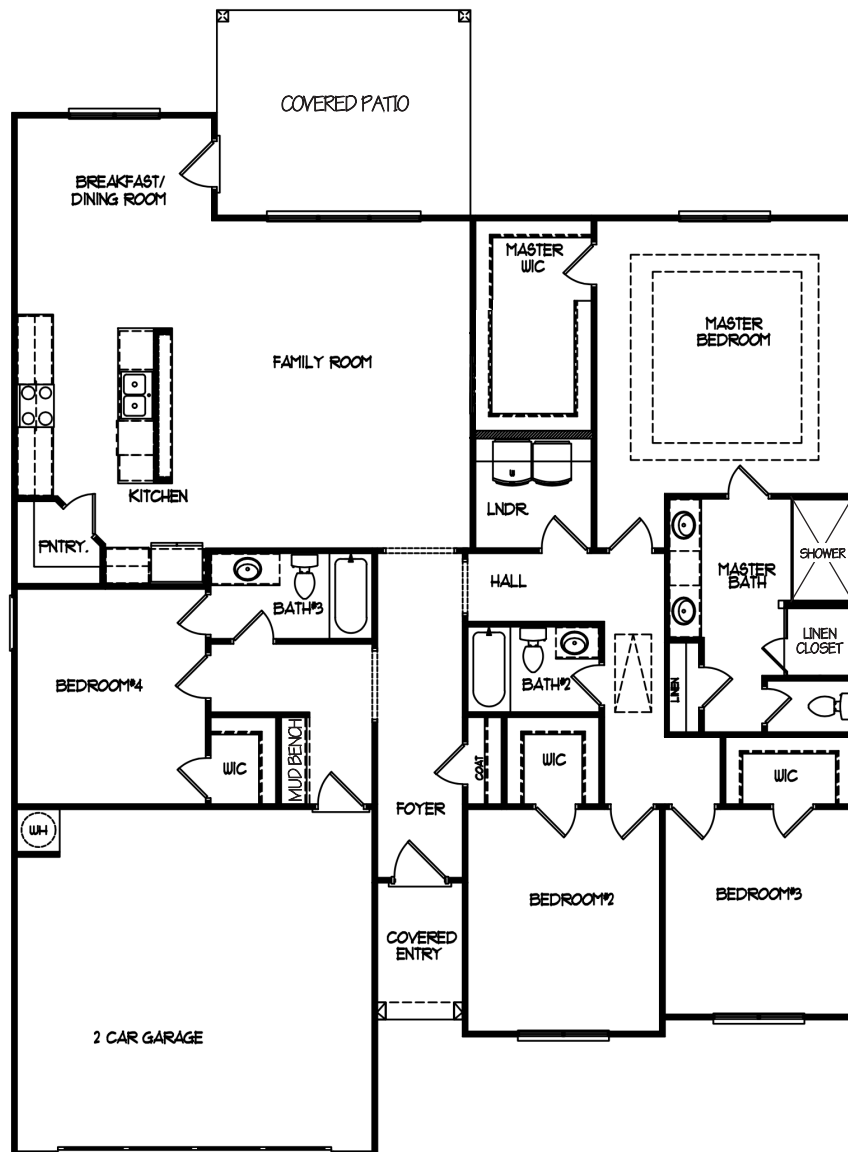 COVERED PATIO
BREAKFAST/
DINING ROOM
MASTER
WIC
MASTER
BEDROOM
FAMILY ROOM
KITCHEN
W
LNDR.
PNTRY.
SHOWER
MASTER
BATH
HALL
BATH#3
LINEN
CLOSET
BEDROOM#4
BATH#2
LINEN
MUD BENCH
WIC
COAT
WIC
WIC
FOYER
WH
BEDROOM#2
BEDROOM#3
COVERED
ENTRY
2 CAR GARAGE